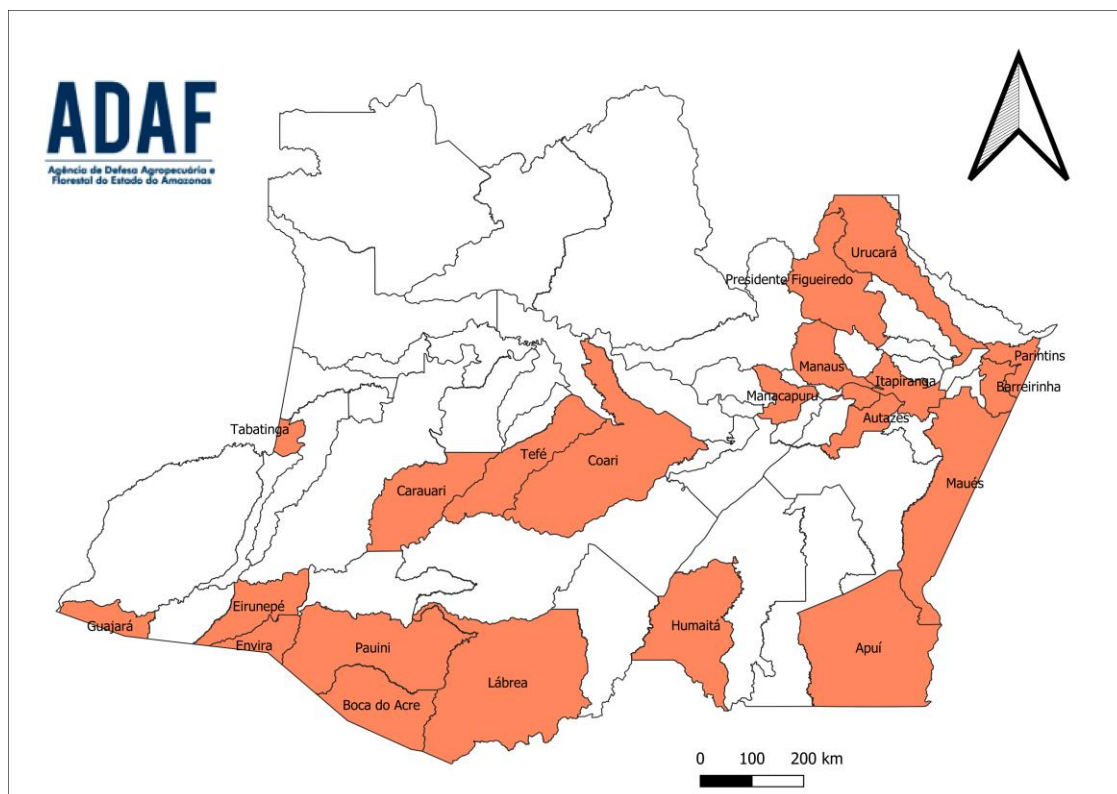 ADAF
Agência de Defesa Agropecuária e
Florestal do Estado do Amazonas
Urucará
Presidente Figueiredo
Parintins
Manaus
Itapiranga
Barreirinha
Manacapuru
Autazes
Tabatinga
Tefé
Coari
Carauari
Maués
Eirunepé
Guajará
Humaitá
Envira
Pauini
Apuí
Lábrea
Boca do Acre
0 100 200 km